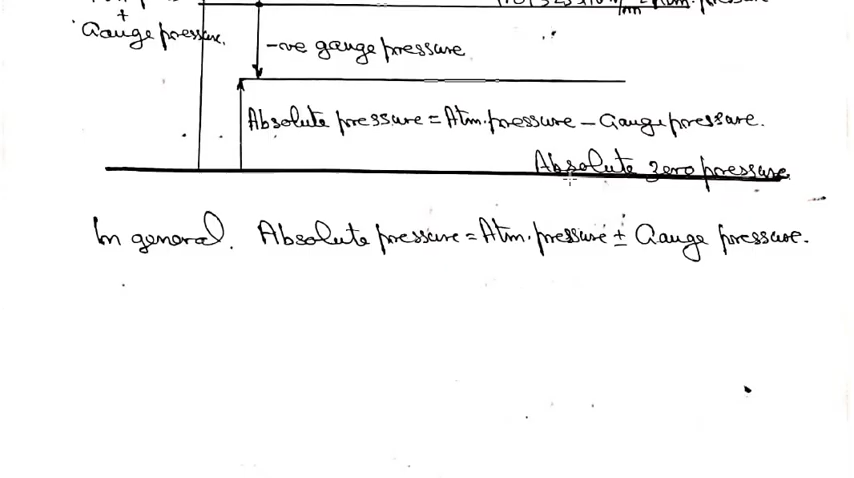 +
Gauge pressure.
-ve gauge pressure
Absolute pressure = Atm. pressure - Gauge pressure.
Absolute zero pressure
In general. Absolute pressure = Atm. pressure ± Gauge pressure.